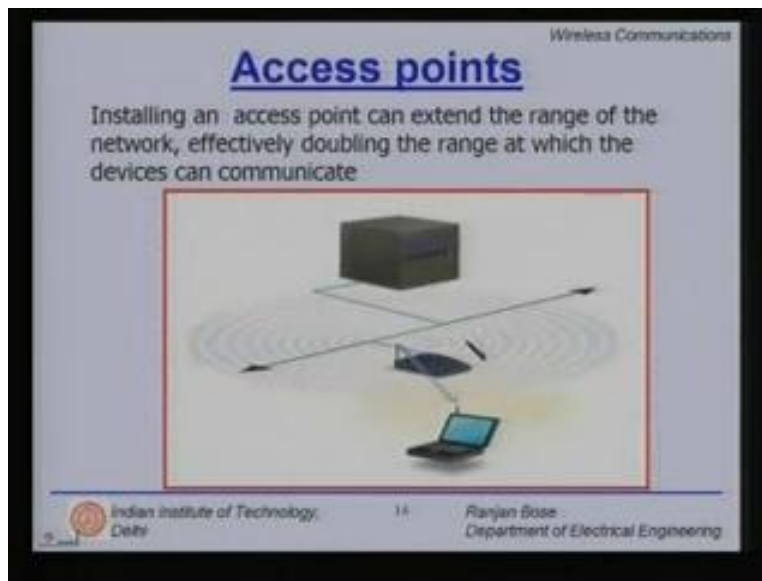 Wireless Communications
Access points
Installing an access point can extend the range of the
network, effectively doubling the range at which the
devices can communicate
Indian Institute of Technology,
Delhi
14
Ranjan Bose
Department of Electrical Engineering